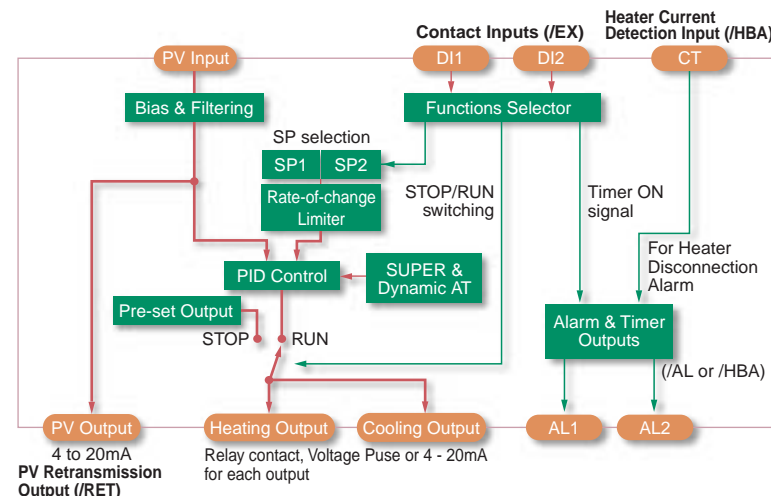 Contact Inputs (/EX)
Heater Current
Detection Input (/HBA)
PV Input
DI1
DI2
CT
Bias & Filtering
Functions Selector
SP selection
SP1
SP2
Rate-of-change
Limiter
STOP/RUN
switching
Timer ON
signal
For Heater
Disconnection
Alarm
PID Control
SUPER &
Dynamic AT
Pre-set Output
STOP
RUN
Alarm & Timer
Outputs
(/AL or /HBA)
PV Output
Heating Output
Cooling Output
AL1
AL2
4 to 20mA
PV Retransmission
Output (/RET)
Relay contact, Voltage Puse or 4 - 20mA
for each output